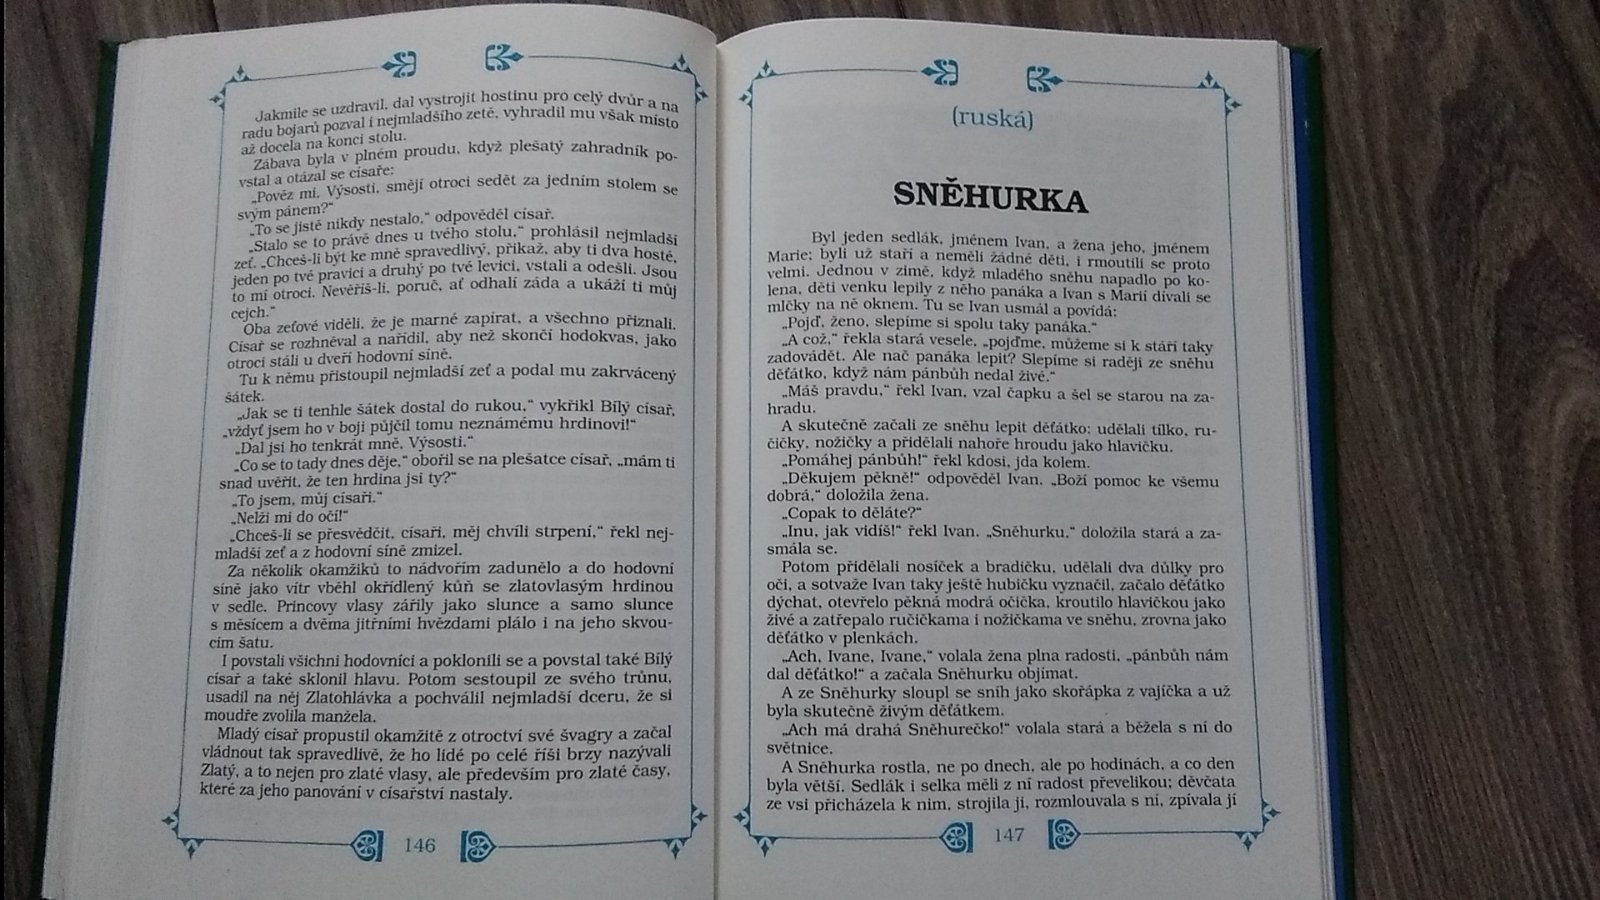 Jakmile se uzdravil, dal vystrojit hostinu pro celý dvůr a na
radu bojarů pozval i nejmladšího zetě, vyhradil mu však místo
až docela na konci stolu.
Zábava byla v plném proudu, když plešatý zahradník po-
vstal a otázal se císaře:
„Pověz mi, Výsosti, smějí otroci sedět za jedním stolem se
svým pánem?“
„To se jistě nikdy nestalo,“ odpověděl císař.
„Stalo se to právě dnes u tvého stolu,“ prohlásil nejmladší
zeť. „Chceš-li být ke mně spravedlivý, přikaž, aby ti dva hosté,
jeden po tvé pravici a druhý po tvé levici, vstali a odešli. Jsou
to mí otroci. Nevěříš-li, poruč, ať odhalí záda a ukáží ti můj
cejch.“
Oba zeťové viděli, že je marné zapírat, a všechno přiznali.
Císař se rozhněval a nařídil, aby než skončí hodokvas, jako
otroci stáli u dveří hodovní síně.
Tu k němu přistoupil nejmladší zeť a podal mu zakrvácený
šátek.
„Jak se ti tenhle šátek dostal do rukou,“ vykřikl Bílý císař,
„vždyť jsem ho v boji půjčil tomu neznámému hrdinovi!“
„Dal jsi ho tenkrát mně, Výsosti.“
„Co se to tady dnes děje,“ obořil se na plešatce císař, „mám ti
snad uvěřit, že ten hrdina jsi ty?“
„To jsem, můj císaři.“
„Nelži mi do očí!“
„Chceš-li se přesvědčit, císaři, měj chvíli strpení,“ řekl nej-
mladší zeť a z hodovní síně zmizel.
Za několik okamžiků to nádvořím zadunělo a do hodovní
síně jako vítr vběhl okřídlený kůň se zlatovlasým hrdinou
v sedle. Princovy vlasy zářily jako slunce a samo slunce
s měsícem a dvěma jitřními hvězdami plálo i na jeho skvou-
cím šatu.
I povstali všichni hodovníci a poklonili se a povstal také Bílý
císař a také sklonil hlavu. Potom sestoupil ze svého trůnu,
usadil na něj Zlatohlávka a pochválil nejmladší dceru, že si
moudře zvolila manžela.
Mladý císař propustil okamžitě z otroctví své švagry a začal
vládnout tak spravedlivě, že ho lidé po celé říši brzy nazývali
Zlatý, a to nejen pro zlaté vlasy, ale především pro zlaté časy,
které za jeho panování v císařství nastaly.
146
(ruská)
SNĚHURKA
Byl jeden sedlák, jménem Ivan, a žena jeho, jménem
Marie; byli už staří a neměli žádné děti, i rmoutili se proto
velmi. Jednou v zimě, když mladého sněhu napadlo po ko-
lena, děti venku lepily z něho panáka a Ivan s Marií dívali se
mlčky na ně oknem. Tu se Ivan usmál a povídá:
„Pojď, ženo, slepíme si spolu taky panáka.“
„A což,“ řekla stará vesele, „pojďme, můžeme si k stáří taky
zadovádět. Ale nač panáka lepit? Slepíme si raději ze sněhu
děťátko, když nám pánbůh nedal živé.“
„Máš pravdu,“ řekl Ivan, vzal čapku a šel se starou na za-
hradu.
A skutečně začali ze sněhu lepit děťátko; udělali tílko, ru-
čičky, nožičky a přidělali nahoře hroudu jako hlavičku.
„Pomáhej pánbůh!“ řekl kdosi, jda kolem.
„Děkujem pěkně!“ odpověděl Ivan. „Boží pomoc ke všemu
dobrá,“ doložila žena.
„Copak to děláte?“
„Inu, jak vidíš!“ řekl Ivan. „Sněhurku,“ doložila stará a za-
smála se.
Potom přidělali nosíček a bradičku, udělali dva důlky pro
oči, a sotvaže Ivan taky ještě hubičku vyznačil, začalo děťátko
dýchat, otevřelo pěkná modrá očička, kroutilo hlavičkou jako
živé a zatřepalo ručičkama i nožičkama ve sněhu, zrovna jako
děťátko v plenkách.
„Ach, Ivane, Ivane,“ volala žena plna radosti, „pánbůh nám
dal děťátko!“ a začala Sněhurku objímat.
A ze Sněhurky sloupl se sníh jako skořápka z vajíčka a už
byla skutečně živým děťátkem.
„Ach má drahá Sněhurečko!“ volala stará a běžela s ní do
světnice.
A Sněhurka rostla, ne po dnech, ale po hodinách, a co den
byla větší. Sedlák i selka měli z ní radost převelikou; děvčata
ze vsi přicházela k nim, strojila ji, rozmlouvala s ní, zpívala jí
147